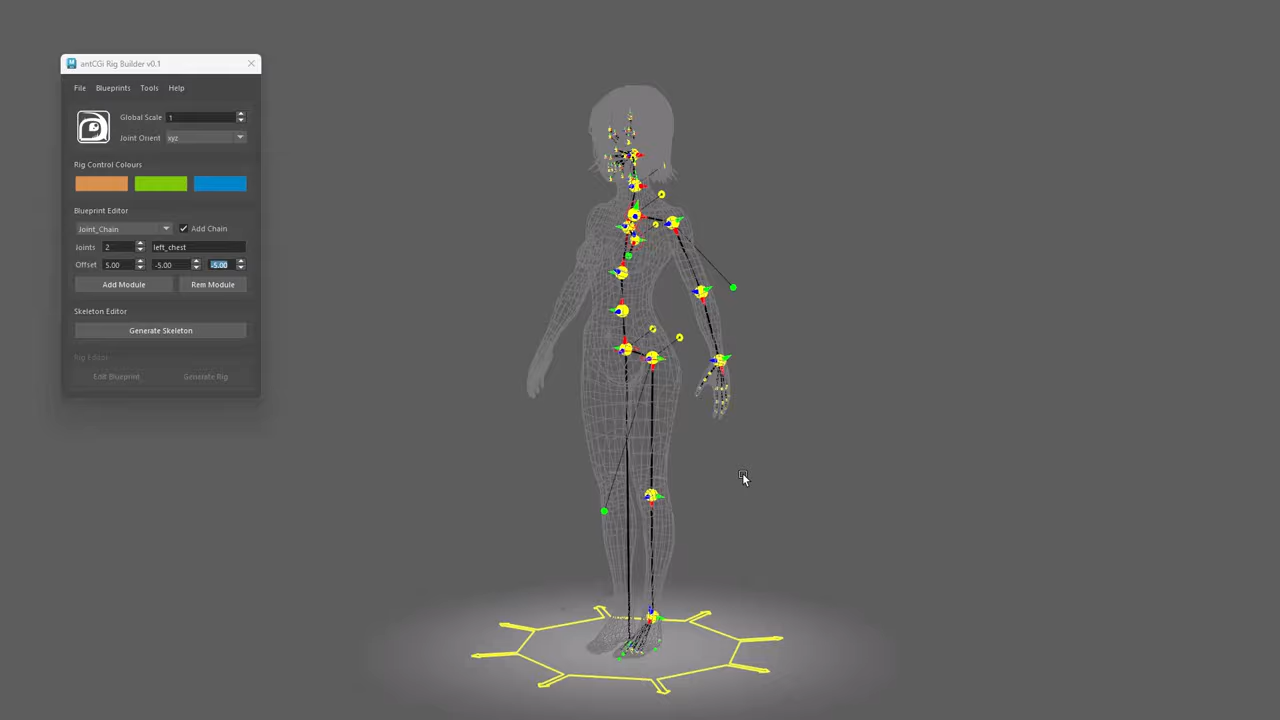 antCGi Rig Builder v0.1
File Blueprints Tools Help
Global Scale 1
Joint Orient xyz
Rig Control Colours
Blueprint Editor
Joint_Chain Add Chain
Joints 2 left_chest
Offset 5.00 -5.00 -5.00
Add Module Rem Module
Skeleton Editor
Generate Skeleton
Rig Editor
Edit Blueprint Generate Rig